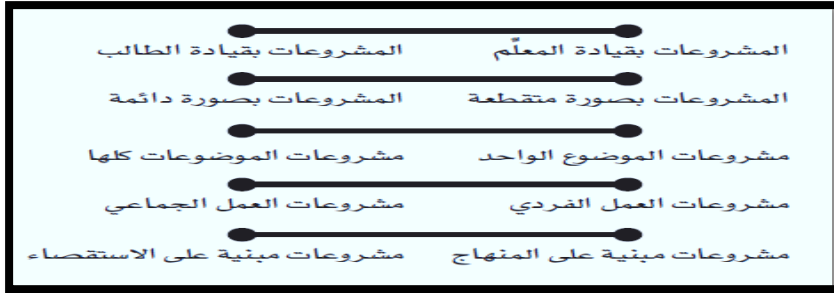 المشروعات بقيادة المعلّم المشروعات بقيادة الطالب
المشروعات بصورة متقطعة المشروعات بصورة دائمة
مشروعات الموضوع الواحد مشروعات الموضوعات كلها
مشروعات العمل الفردي مشروعات العمل الجماعي
مشروعات مبنية على المنهاج مشروعات مبنية على الاستقصاء